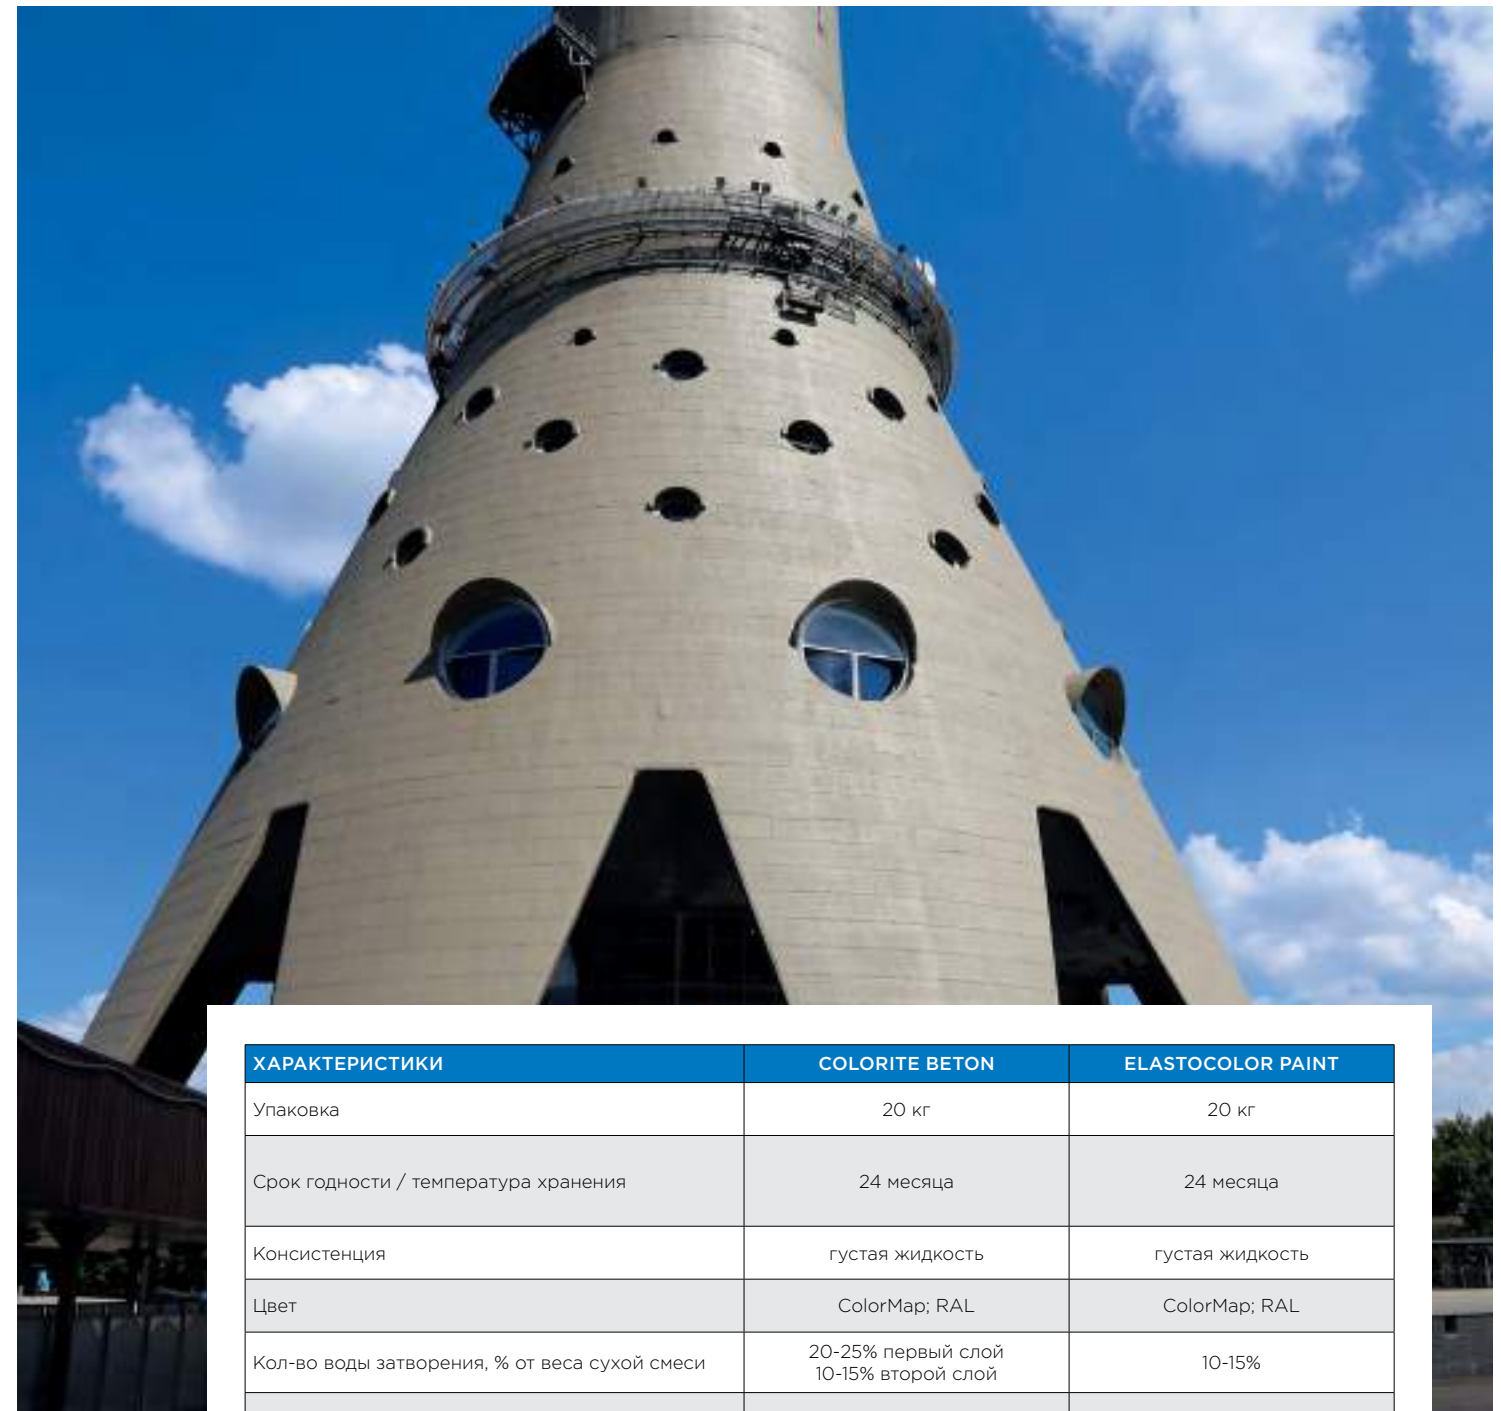 ХАРАКТЕРИСТИКИ COLORITE BETON ELASTOCOLOR PAINT
Упаковка 20 кг 20 кг
Срок годности / температура хранения 24 месяца 24 месяца
Консистенция густая жидкость густая жидкость
Цвет ColorMap; RAL ColorMap; RAL
Кол-во воды затворения, % от веса сухой смеси 20-25% первый слой
10-15% второй слой 10-15%